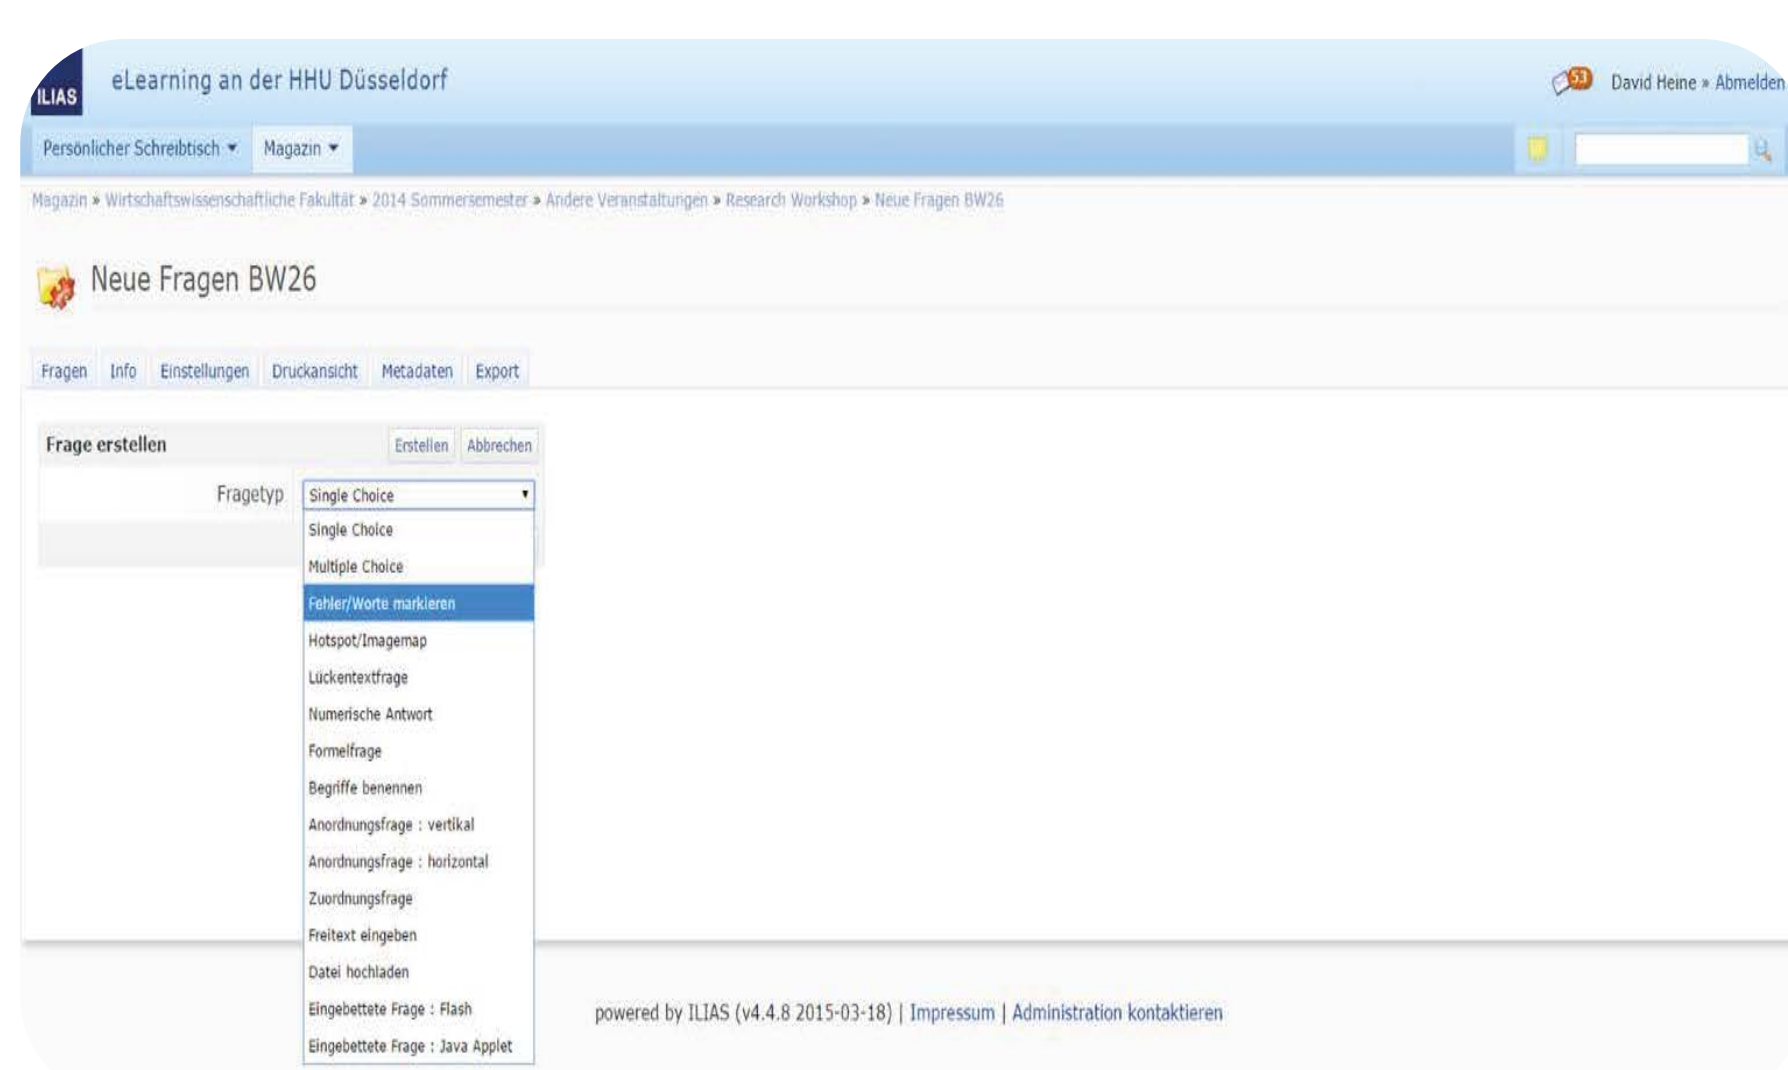 ILIAS
eLearning an der HHU Düsseldorf
53
David Heine » Abmelden
Persönlicher Schreibtisch
Magazin
Magazin » Wirtschaftswissenschaftliche Fakultät » 2014 Sommersemester » Andere Veranstaltungen » Research Workshop » Neue Fragen BW26
Neue Fragen BW26
Fragen Info Einstellungen Druckansicht Metadaten Export
Frage erstellen Erstellen Abbrechen
Fragetyp Single Choice
Single Choice
Multiple Choice
Fehler/Worte markieren
Hotspot/Imagemap
Lückentextfrage
Numerische Antwort
Formelfrage
Begriffe benennen
Anordnungsfrage : vertikal
Anordnungsfrage : horizontal
Zuordnungsfrage
Freitext eingeben
Datei hochladen
Eingebettete Frage : Flash
Eingebettete Frage : Java Applet
powered by ILIAS (v4.4.8 2015-03-18) | Impressum | Administration kontaktieren